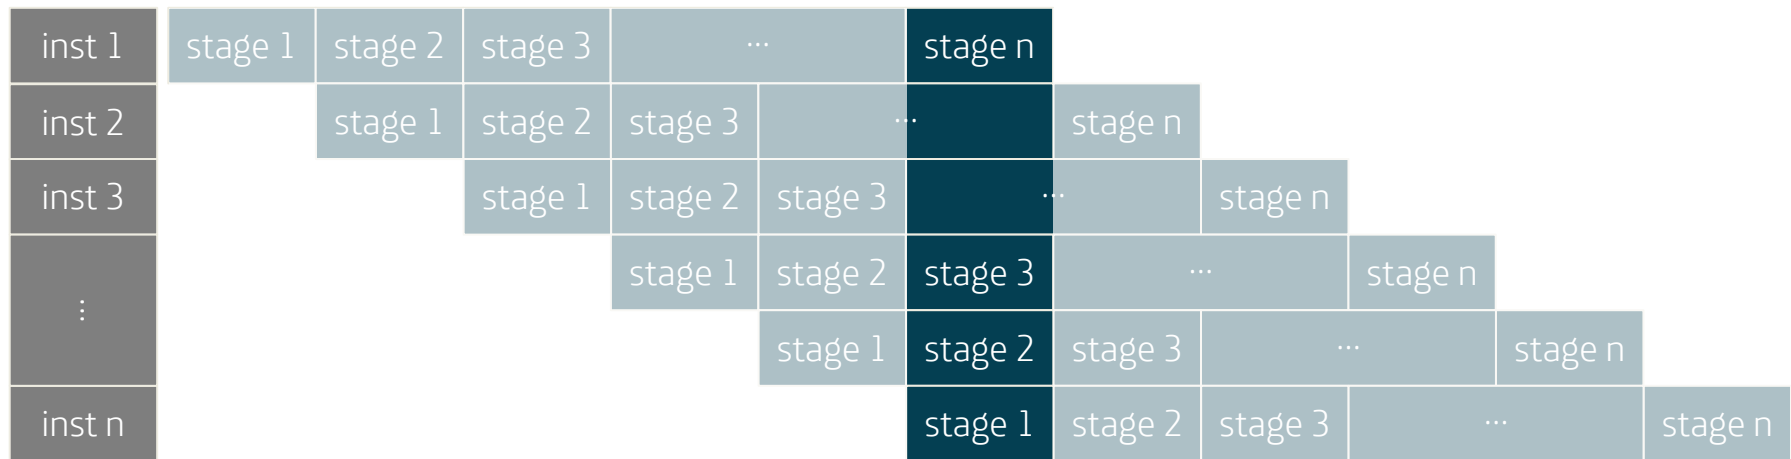 inst 1 stage 1 stage 2 stage 3 ... stage n
inst 2 stage 1 stage 2 stage 3 ... stage n
inst 3 stage 1 stage 2 stage 3 ... stage n
stage 1 stage 2 stage 3 ... stage n
⋮
stage 1 stage 2 stage 3 ... stage n
inst n stage 1 stage 2 stage 3 ... stage n